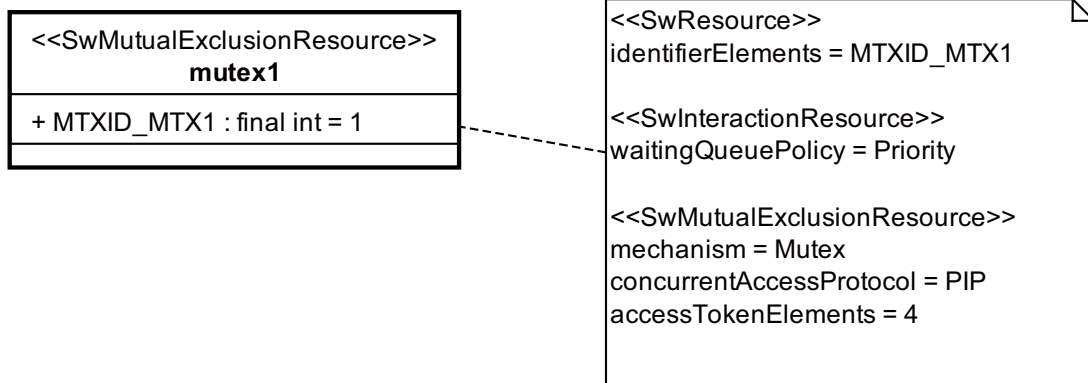 <<SwMutualExclusionResource>>
mutex1
+ MTXID_MTX1 : final int = 1
<<SwResource>>
identifierElements = MTXID_MTX1
<<SwInteractionResource>>
waitingQueuePolicy = Priority
<<SwMutualExclusionResource>>
mechanism = Mutex
concurrentAccessProtocol = PIP
accessTokenElements = 4